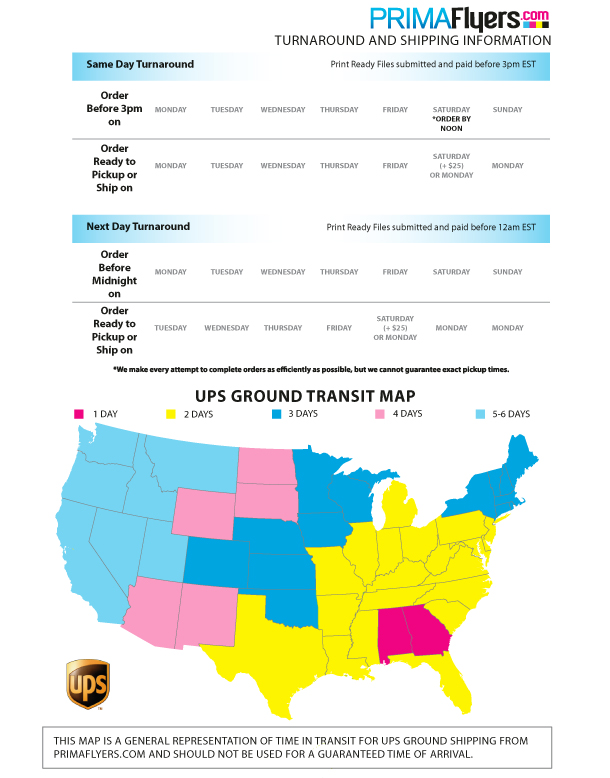 PRIMAFlyers.com
TURNAROUND AND SHIPPING INFORMATION
Same Day Turnaround Print Ready Files submitted and paid before 3pm EST
Order
Before 3pm
on
MONDAY TUESDAY WEDNESDAY THURSDAY FRIDAY SATURDAY SUNDAY
*ORDER BY
NOON
Order
Ready to
Pickup or
Ship on
MONDAY TUESDAY WEDNESDAY THURSDAY FRIDAY SATURDAY MONDAY
(+ $25)
OR MONDAY
Next Day Turnaround Print Ready Files submitted and paid before 12am EST
Order
Before
Midnight
on
MONDAY TUESDAY WEDNESDAY THURSDAY FRIDAY SATURDAY SUNDAY
Order
Ready to
Pickup or
Ship on
TUESDAY WEDNESDAY THURSDAY FRIDAY SATURDAY MONDAY MONDAY
(+ $25)
OR MONDAY
*We make every attempt to complete orders as efficiently as possible, but we cannot guarantee exact pickup times.
UPS GROUND TRANSIT MAP
1 DAY 2 DAYS 3 DAYS 4 DAYS 5-6 DAYS
ups
TM
THIS MAP IS A GENERAL REPRESENTATION OF TIME IN TRANSIT FOR UPS GROUND SHIPPING FROM
PRIMAFLYERS.COM AND SHOULD NOT BE USED FOR A GUARANTEED TIME OF ARRIVAL.